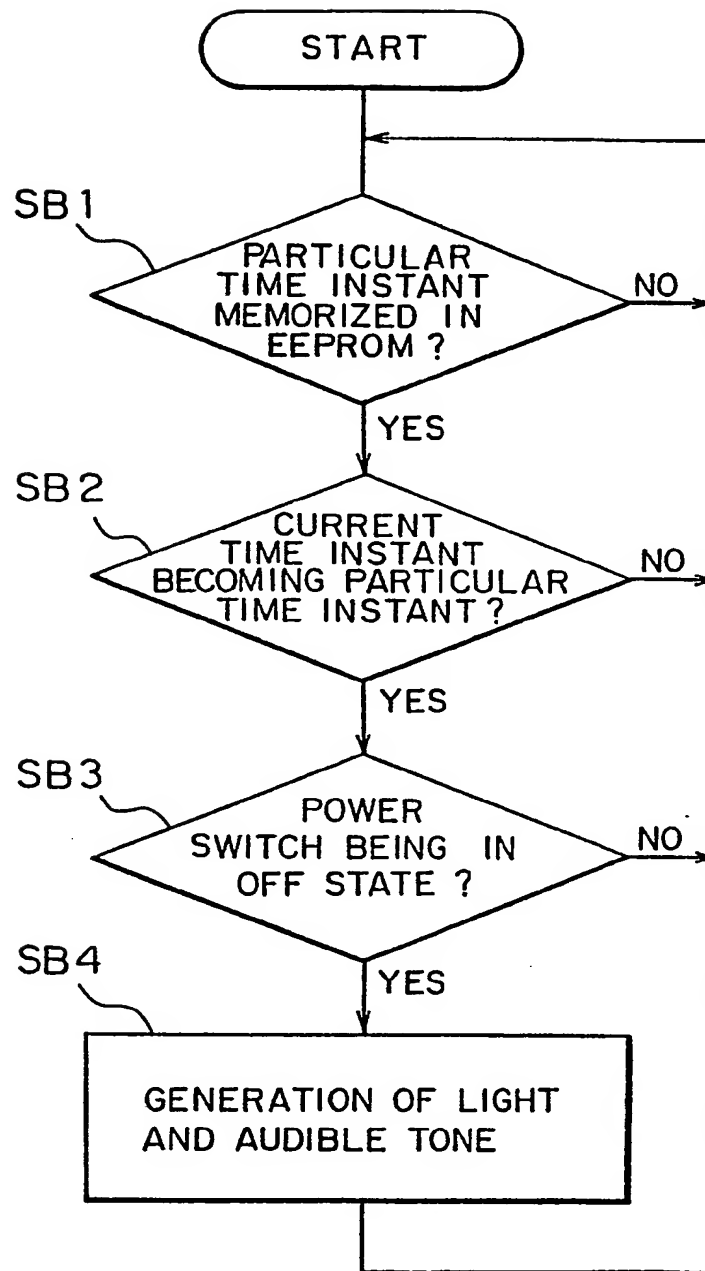 START
SB1
PARTICULAR
TIME INSTANT
MEMORIZED IN
EEPROM ?
NO
YES
SB2
CURRENT
TIME INSTANT
BECOMING PARTICULAR
TIME INSTANT ?
NO
YES
SB3
POWER
SWITCH BEING IN
OFF STATE ?
NO
YES
SB4
GENERATION OF LIGHT
AND AUDIBLE TONE